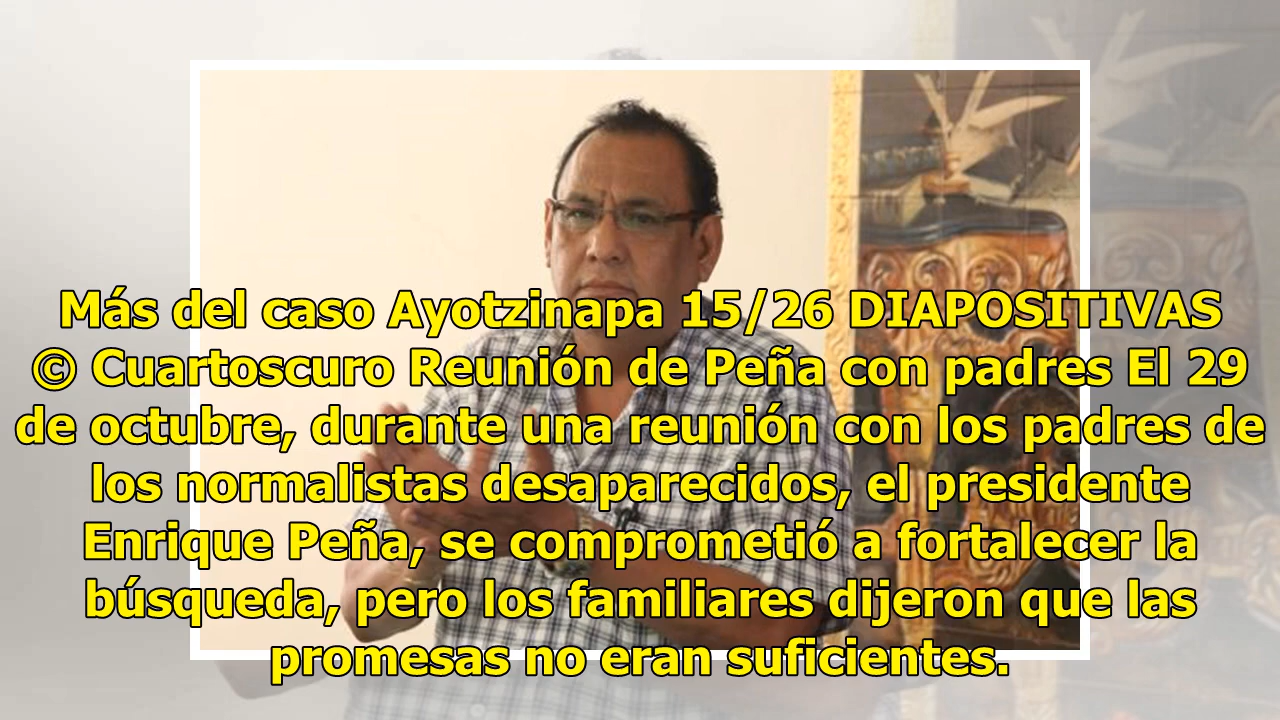 Más del caso Ayotzinapa 15/26 DIAPOSITIVAS
© Cuartoscuro Reunión de Peña con padres El 29
de octubre, durante una reunión con los padres de
los normalistas desaparecidos, el presidente
Enrique Peña, se comprometió a fortalecer la
búsqueda, pero los familiares dijeron que las
promesas no eran suficientes.